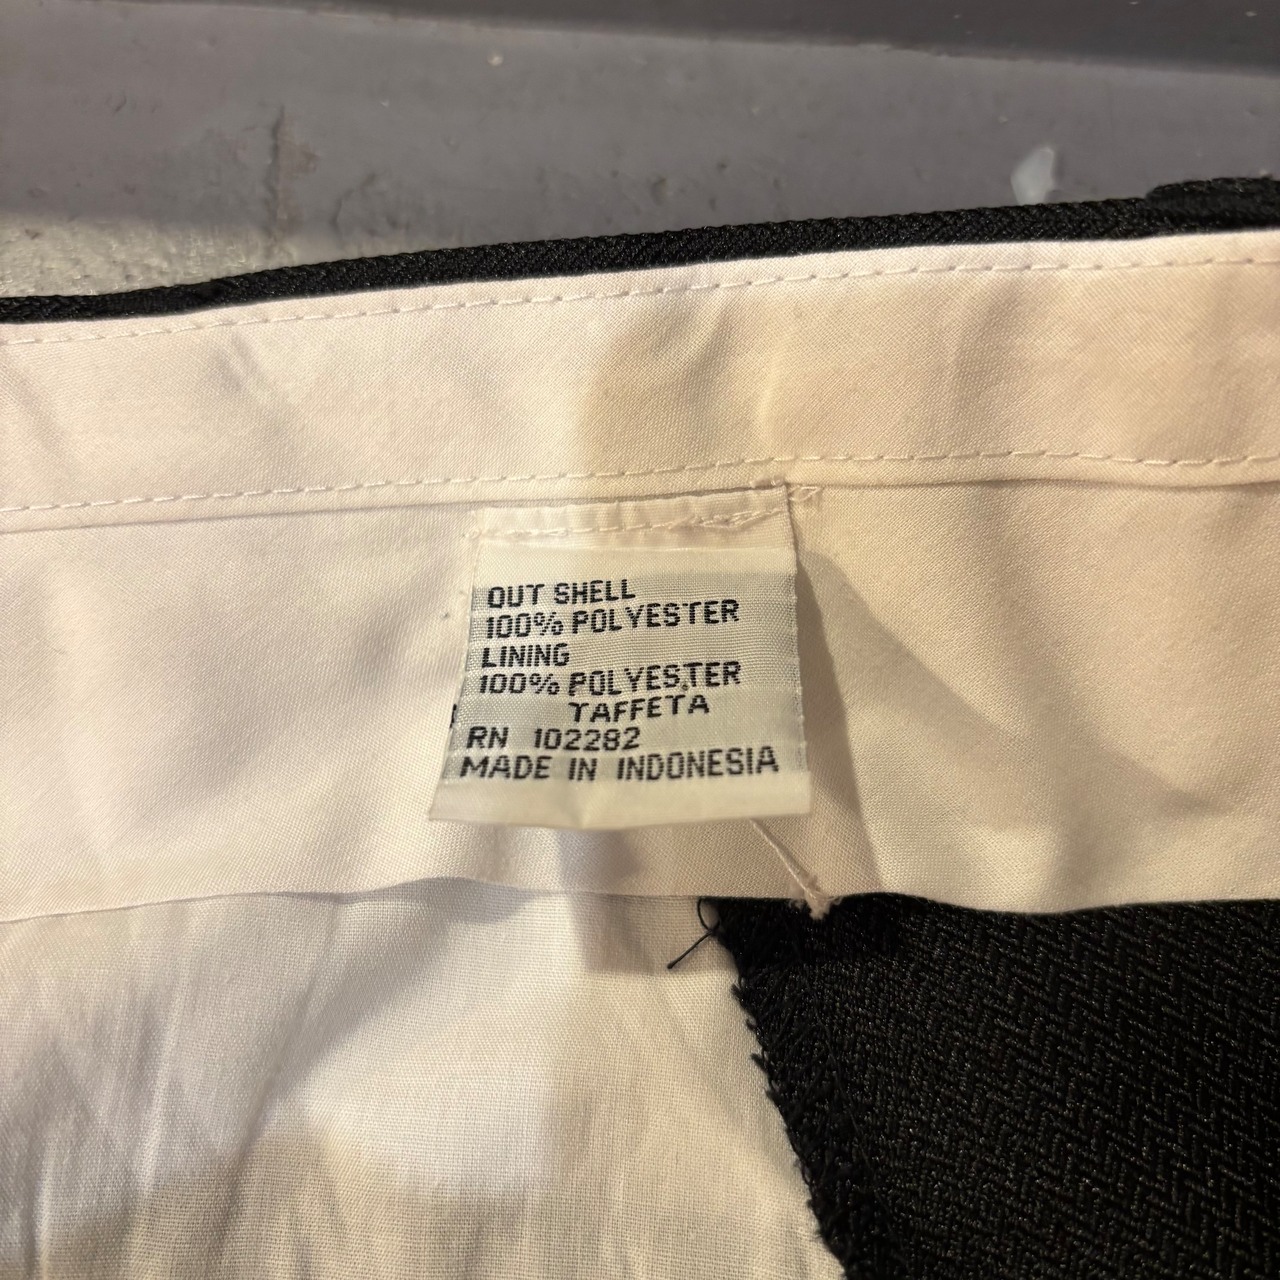 OUT SHELL
100% POLYESTER
LINING
100% POLYESTER
TAFFETA
RN 102282
MADE IN INDONESIA